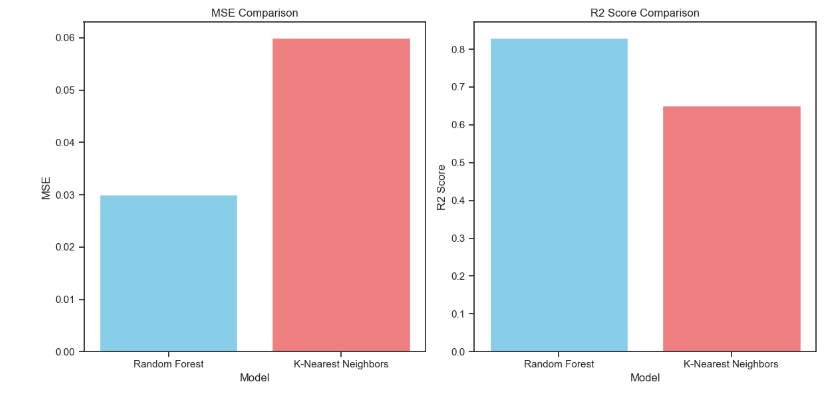 MSE Comparison
0.06
0.05
0.04
0.03
0.02
0.01
0.00
MSE
Random Forest
K-Nearest Neighbors
Model
R2 Score Comparison
0.8
0.7
0.6
0.5
0.4
0.3
0.2
0.1
0.0
R2 Score
Random Forest
K-Nearest Neighbors
Model